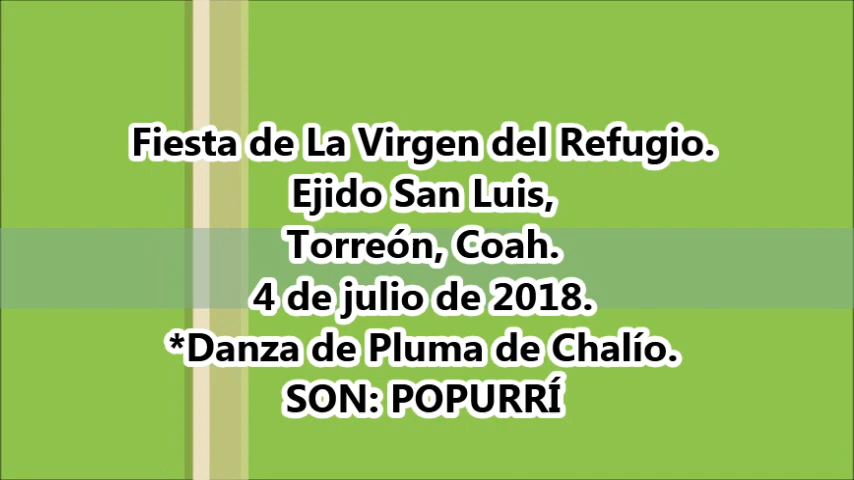 Fiesta de La Virgen del Refugio.
Ejido San Luis,
Torreón, Coah.
4 de julio de 2018.
*Danza de Pluma de Chalío.
SON: POPURRÍ